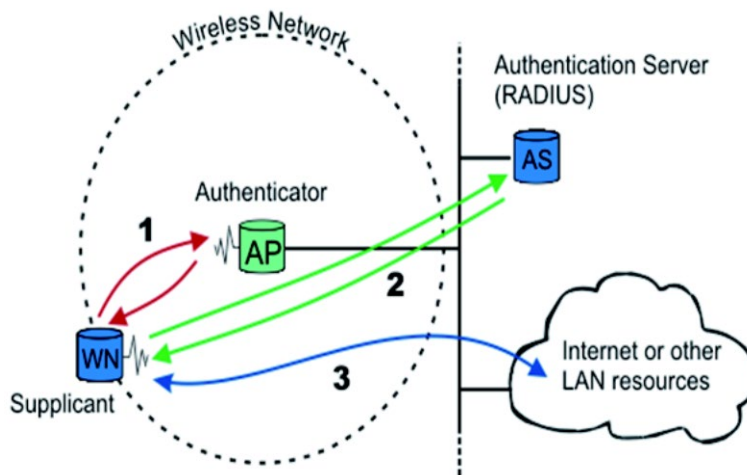 Wireless Network
Authentication Server
(RADIUS)
AS
Authenticator
1
AP
2
WN
3
Internet or other
LAN resources
Supplicant